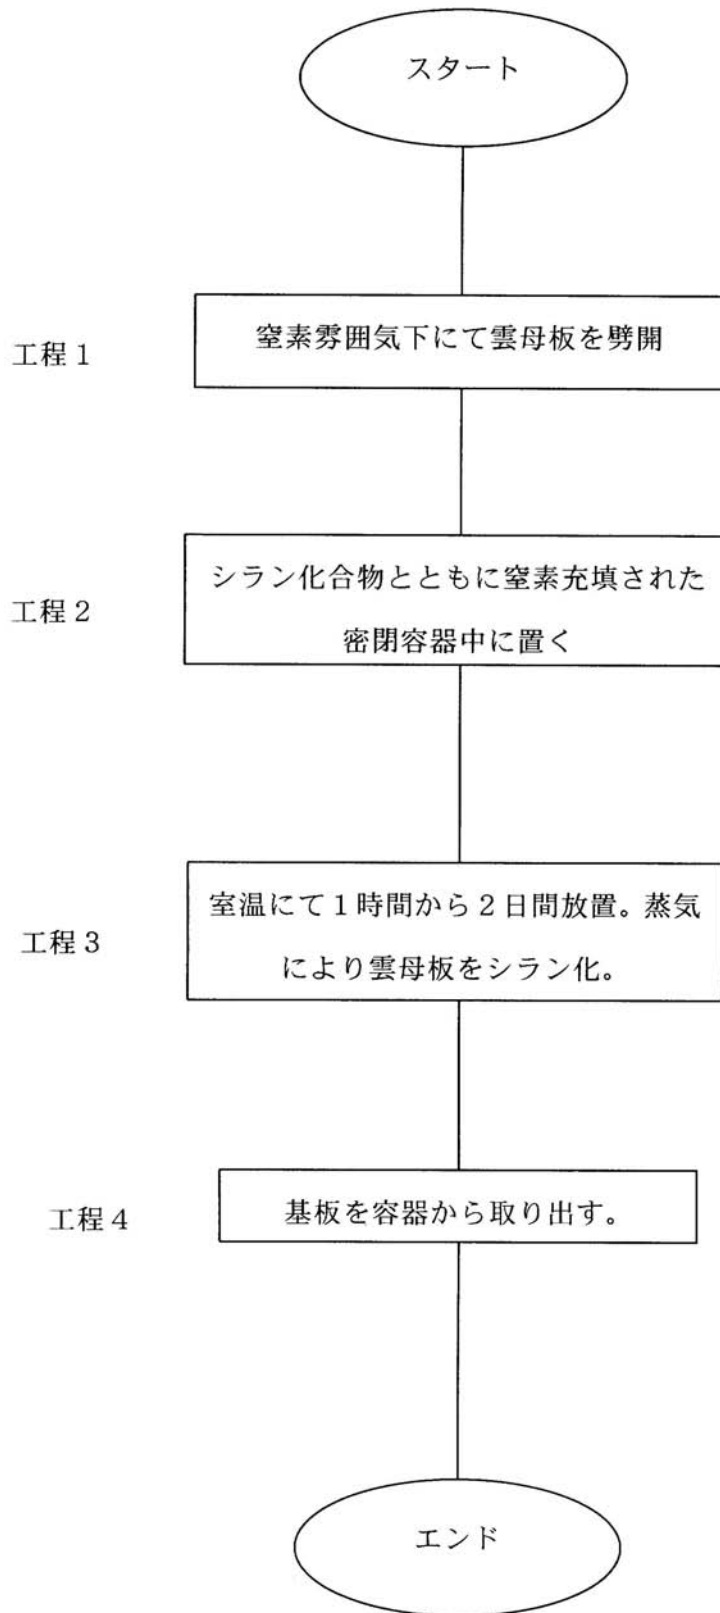 スタート
工程1
窒素雰囲気下にて雲母板を劈開
工程2
シラン化合物とともに窒素充填された
密閉容器中に置く
工程3
室温にて1時間から2日間放置。蒸気
により雲母板をシラン化。
工程4
基板を容器から取り出す。
エンド